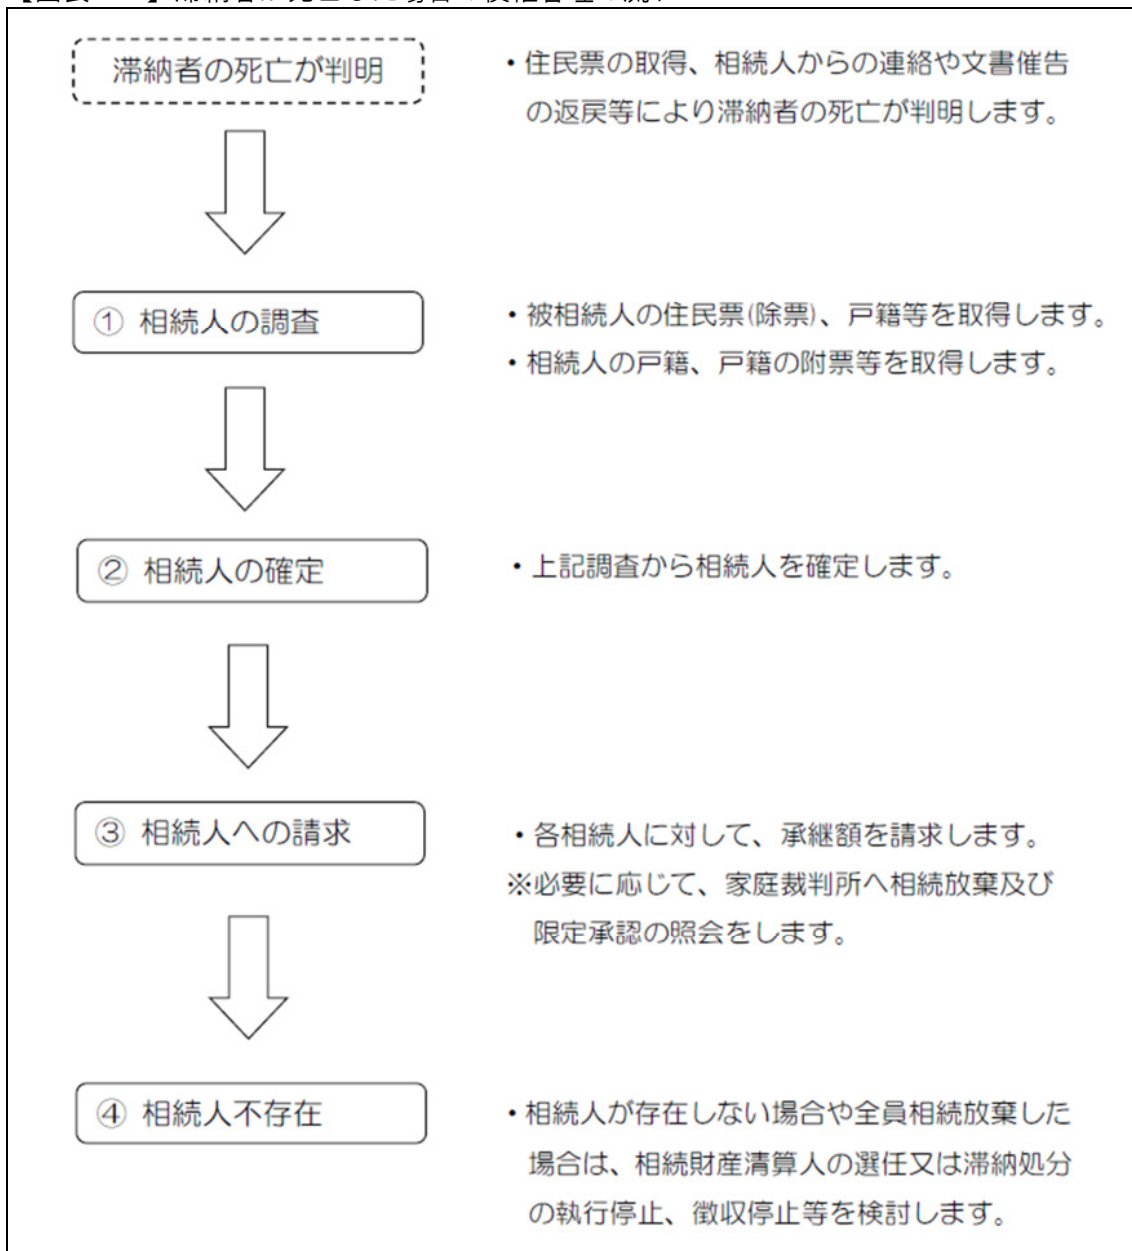 滞納者の死亡が判明
・住民票の取得、相続人からの連絡や文書催告
の返戻等により滞納者の死亡が判明します。
① 相続人の調査
・被相続人の住民票(除票)、戸籍等を取得します。
・相続人の戸籍、戸籍の附票等を取得します。
② 相続人の確定
・上記調査から相続人を確定します。
③ 相続人への請求
・各相続人に対して、承継額を請求します。
※必要に応じて、家庭裁判所へ相続放棄及び
限定承認の照会をします。
④ 相続人不存在
・相続人が存在しない場合や全員相続放棄した
場合は、相続財産清算人の選任又は滞納処分
の執行停止、徴収停止等を検討します。